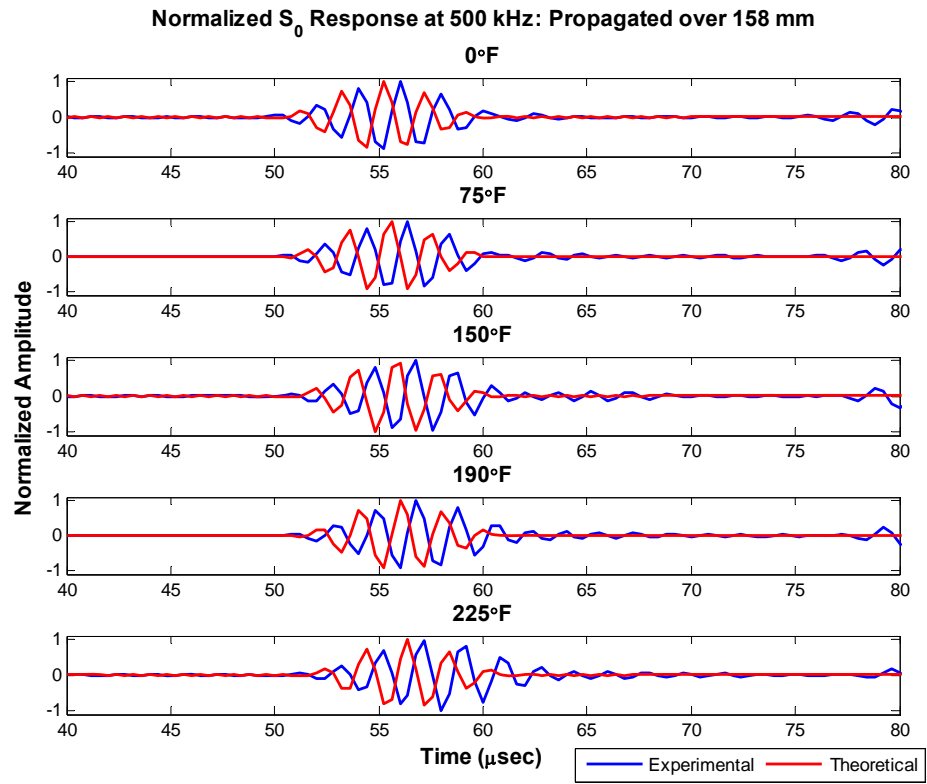 Normalized S0 Response at 500 kHz: Propagated over 158 mm
0°F
1
0
-1
40 45 50 55 60 65 70 75 80
75°F
1
0
-1
40 45 50 55 60 65 70 75 80
150°F
1
0
-1
40 45 50 55 60 65 70 75 80
190°F
1
0
-1
40 45 50 55 60 65 70 75 80
225°F
1
0
-1
40 45 50 55 60 65 70 75 80
Normalized Amplitude
Time (μsec)
Experimental Theoretical